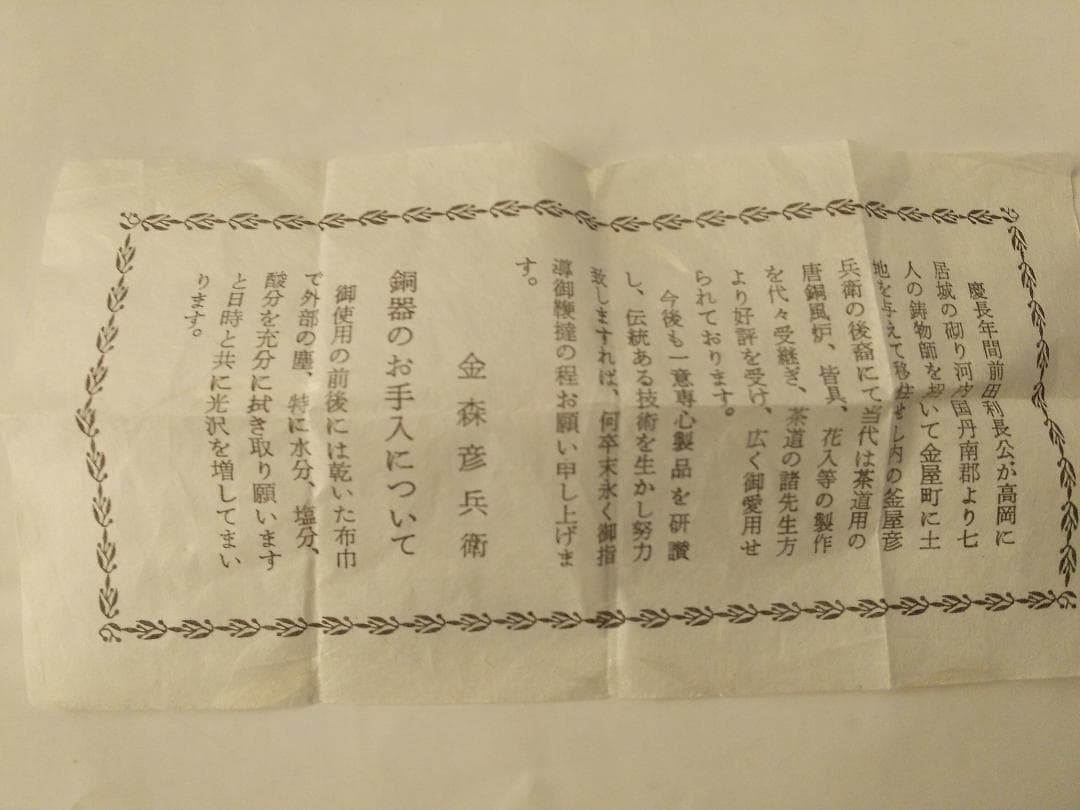 慶長年間前田利長公が高岡に
居城の砌り河内国丹南郡より七
人の鋳物師を招いて金屋町に土
地を与えて移住せし内の釜屋彦
兵衛の後裔にて当代は茶道用の
唐銅風炉、皆具、花入等の製作
を代々受継ぎ、茶道の諸先生方
より好評を受け、広く御愛用せ
られております。
今後も一意専心製品を研讃
し、伝統ある技術を生かし努力
致しますれば、何卒末永く御指
導御鞭撻の程お願い申し上げま
す。
金森彦兵衛
銅器のお手入について
御使用の前後には乾いた布巾
で外部の塵、特に水分、塩分、
酸分を充分に拭き取り願います
と日時と共に光沢を増してまい
ります。